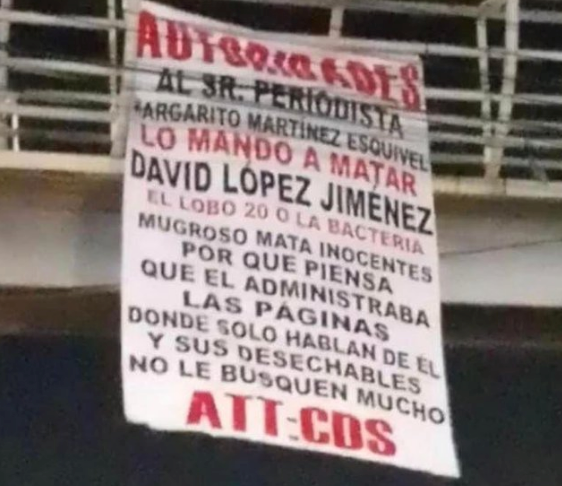 AUTORIDADES
AL SR. PERIODISTA
*ARGARITO MARTÍNEZ ESQUIVEL
LO MANDO A MATAR
DAVID LÓPEZ JIMÉNEZ
EL LOBO 20 O LA BACTERIA
MUGROSO MATA INOCENTES
POR QUE PIENSA
QUE EL ADMINISTRABA
LAS PÁGINAS
DONDE SOLO HABLAN DE ÉL
Y SUS DESECHABLES
NO LE BUSQUEN MUCHO
ATT:CDS